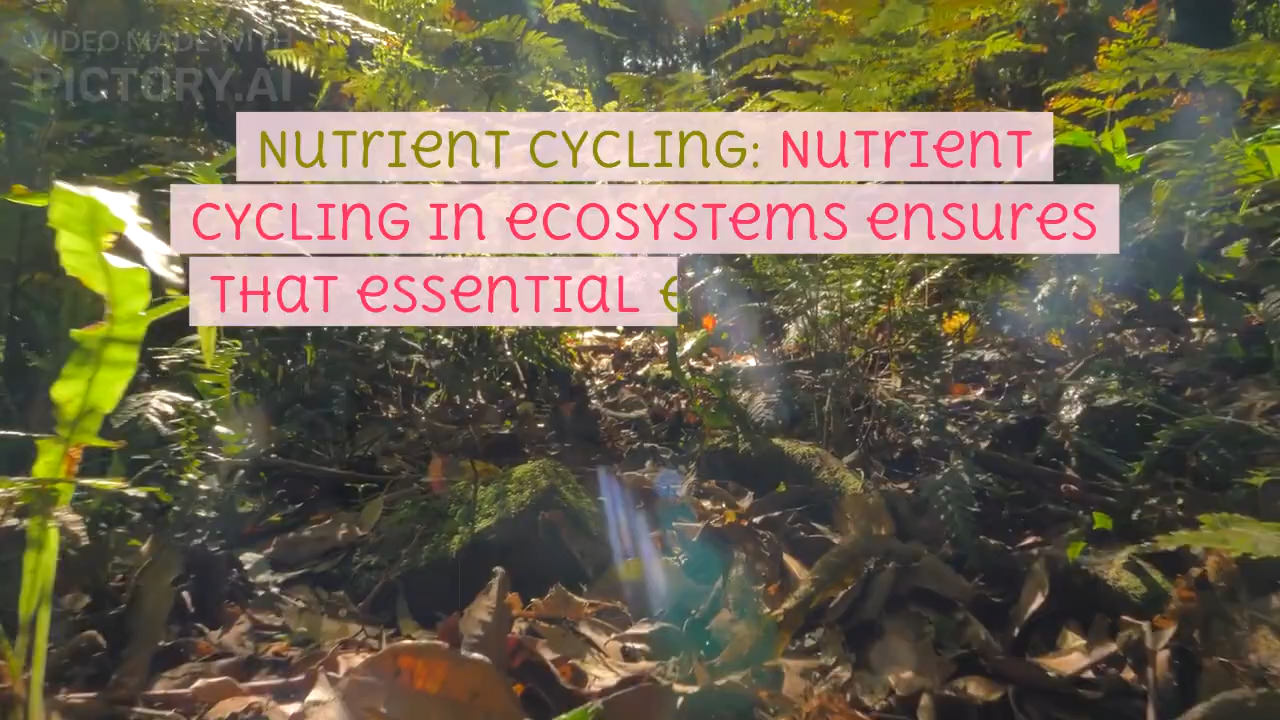 VIDEO MADE WITH
PICTORY.AI
NUTRIENT CYCLING: NUTRIENT
CYCLING IN ECOSYSTEMS ENSURES
THAT ESSENTIAL